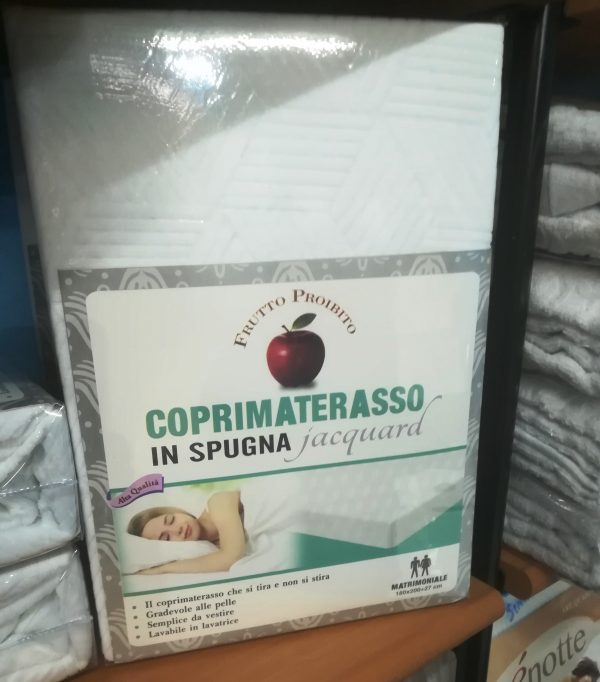 FRUTTO PROIBITO
COPRIMATERASSO
IN SPUGNA jacquard
Alta Qualità
• Il coprimaterasso che si tira e non si stira
• Gradevole alle pelle
• Semplice da vestire
• Lavabile in lavatrice
MATRIMONIALE
180x200+27 cm
énotte